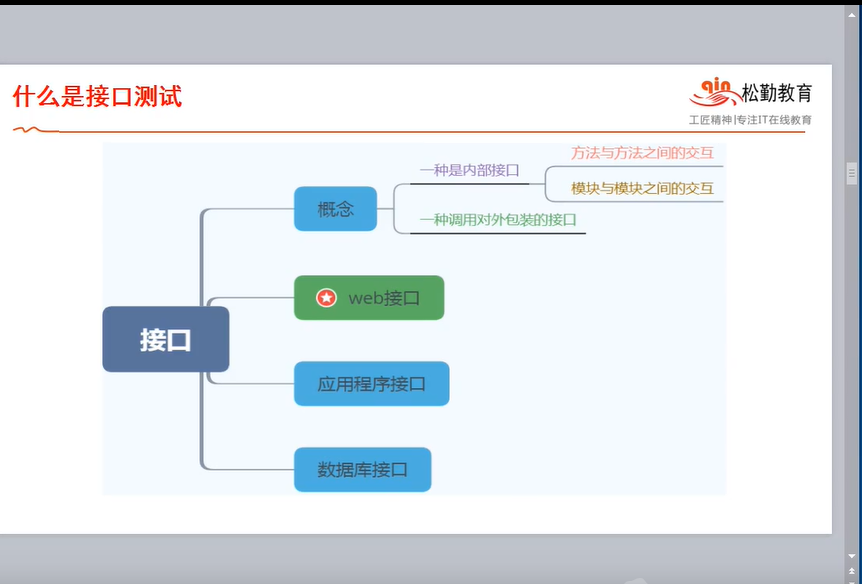 什么是接口测试
qin 松勤教育
工匠精神|专注IT在线教育
方法与方法之间的交互
一种是内部接口
模块与模块之间的交互
概念
一种调用对外包装的接口
web接口
接口
应用程序接口
数据库接口